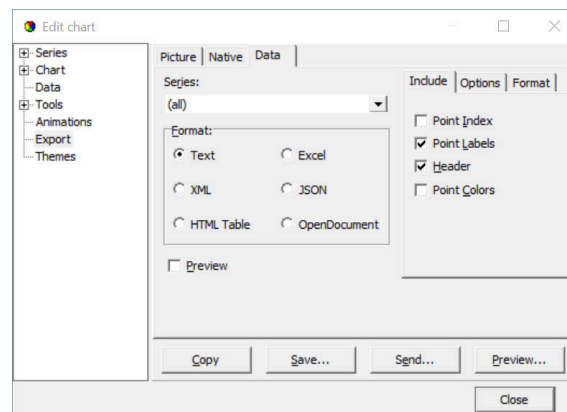 Edit chart
Series
Chart
Data
Tools
Animations
Export
Themes
Picture Native Data
Series:
(all)
Format:
Text Excel
XML JSON
HTML Table OpenDocument
Preview
Include Options Format
Point Index
Point Labels
Header
Point Colors
Copy Save... Send... Preview...
Close